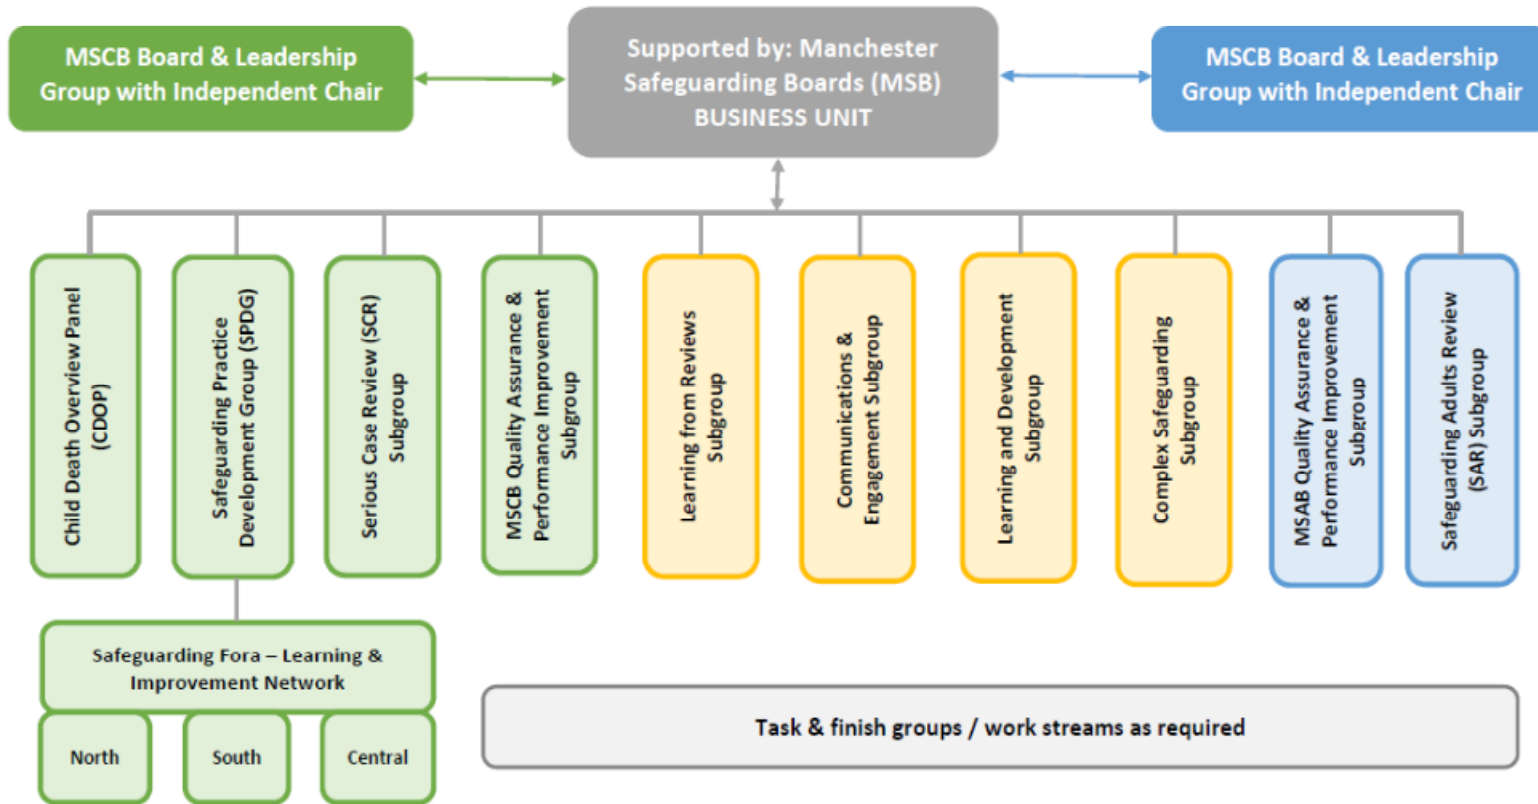 MSCB Board & Leadership
Group with Independent Chair
Supported by: Manchester
Safeguarding Boards (MSB)
BUSINESS UNIT
MSCB Board & Leadership
Group with Independent Chair
Child Death Overview Panel
(CDOP)
Safeguarding Practice
Development Group (SPDG)
Serious Case Review (SCR)
Subgroup
MSCB Quality Assurance &
Performance Improvement
Subgroup
Learning from Reviews
Subgroup
Communications &
Engagement Subgroup
Learning and Development
Subgroup
Complex Safeguarding
Subgroup
MSAB Quality Assurance &
Performance Improvement
Subgroup
Safeguarding Adults Review
(SAR) Subgroup
Safeguarding Fora – Learning &
Improvement Network
North
South
Central
Task & finish groups / work streams as required